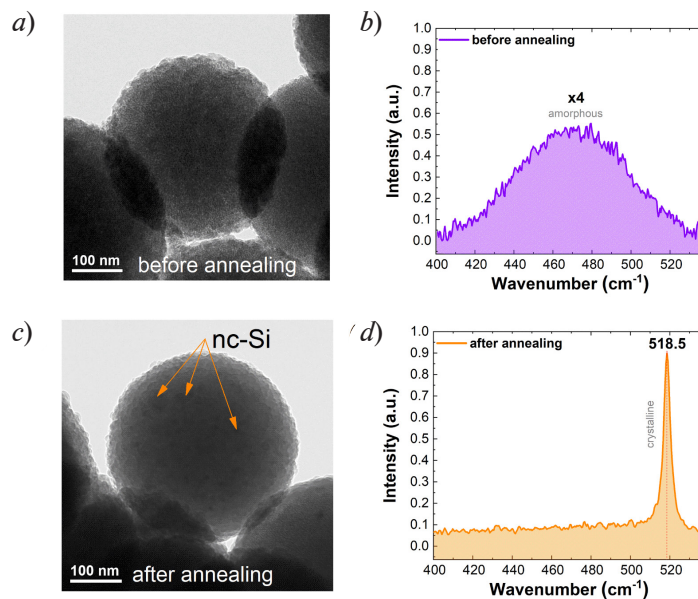 a)
before annealing
100 nm
b)
before annealing
x4
amorphous
Intensity (a.u.)
1.0
0.9
0.8
0.7
0.6
0.5
0.4
0.3
0.2
0.1
0.0
400 420 440 460 480 500 520
Wavenumber (cm⁻¹)
c)
nc-Si
100 nm
after annealing
d)
after annealing
518.5
crystalline
Intensity (a.u.)
1.0
0.9
0.8
0.7
0.6
0.5
0.4
0.3
0.2
0.1
0.0
400 420 440 460 480 500 520
Wavenumber (cm⁻¹)